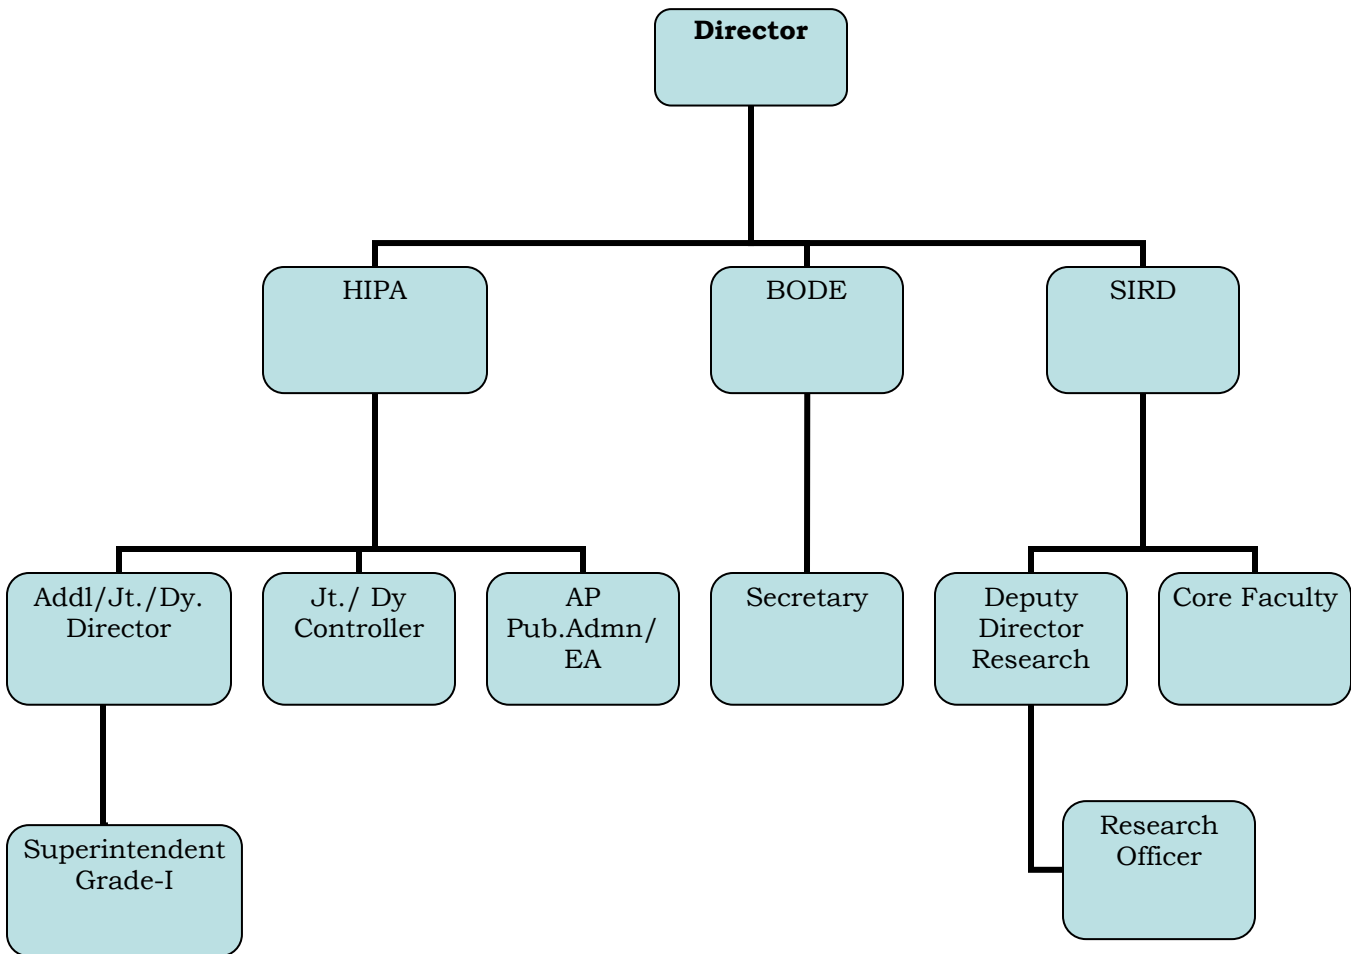 Director
HIPA
BODE
SIRD
Addl/Jt./Dy.
Director
Jt./ Dy
Controller
AP
Pub.Admn/
EA
Secretary
Deputy
Director
Research
Core Faculty
Superintendent
Grade-I
Research
Officer